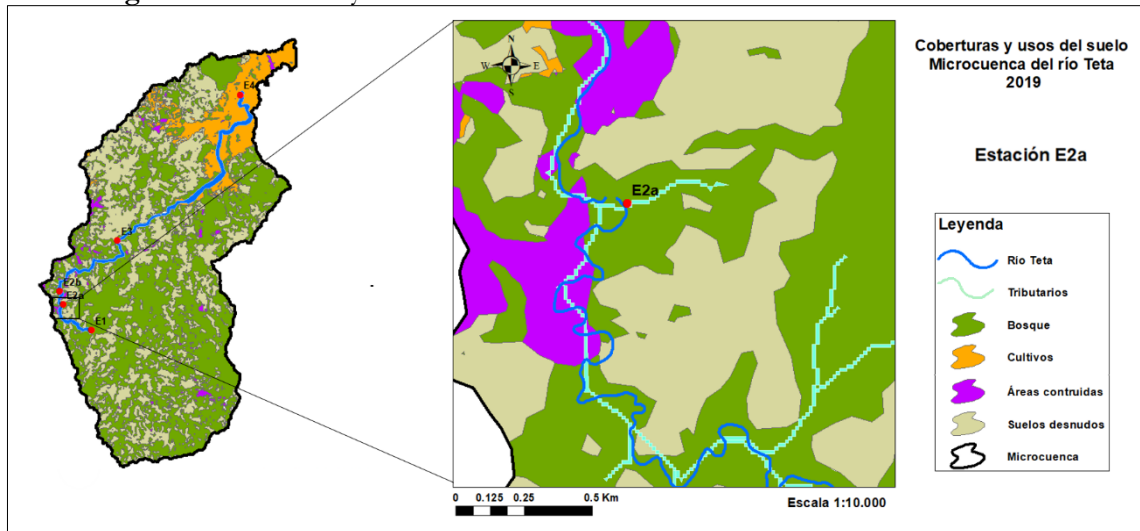 E4
E3
E2b
E2a
E1
N
W E
S
E2a
0 0.125 0.25 0.5 Km
Escala 1:10.000
Coberturas y usos del suelo
Microcuenca del río Teta
2019
Estación E2a
Leyenda
Río Teta
Tributarios
Bosque
Cultivos
Áreas contruidas
Suelos desnudos
Microcuenca